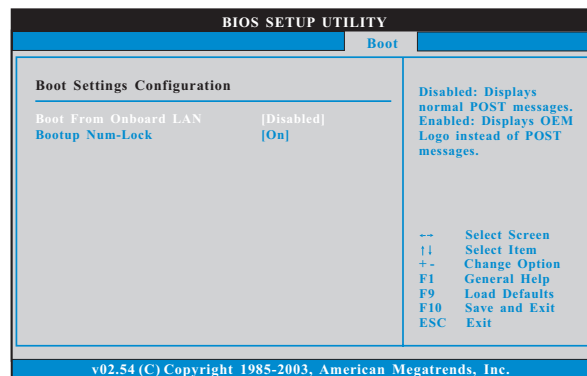 BIOS SETUP UTILITY
Boot
Boot Settings Configuration
Boot From Onboard LAN [Disabled]
Bootup Num-Lock [On]
Disabled: Displays
normal POST messages.
Enabled: Displays OEM
Logo instead of POST
messages.
←→ Select Screen
↑↓ Select Item
+ - Change Option
F1 General Help
F9 Load Defaults
F10 Save and Exit
ESC Exit
v02.54 (C) Copyright 1985-2003, American Megatrends, Inc.